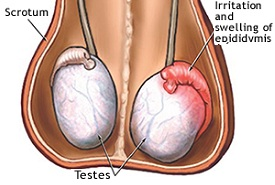 Scrotum
Irritation
and
swelling of
epididymis
Testes